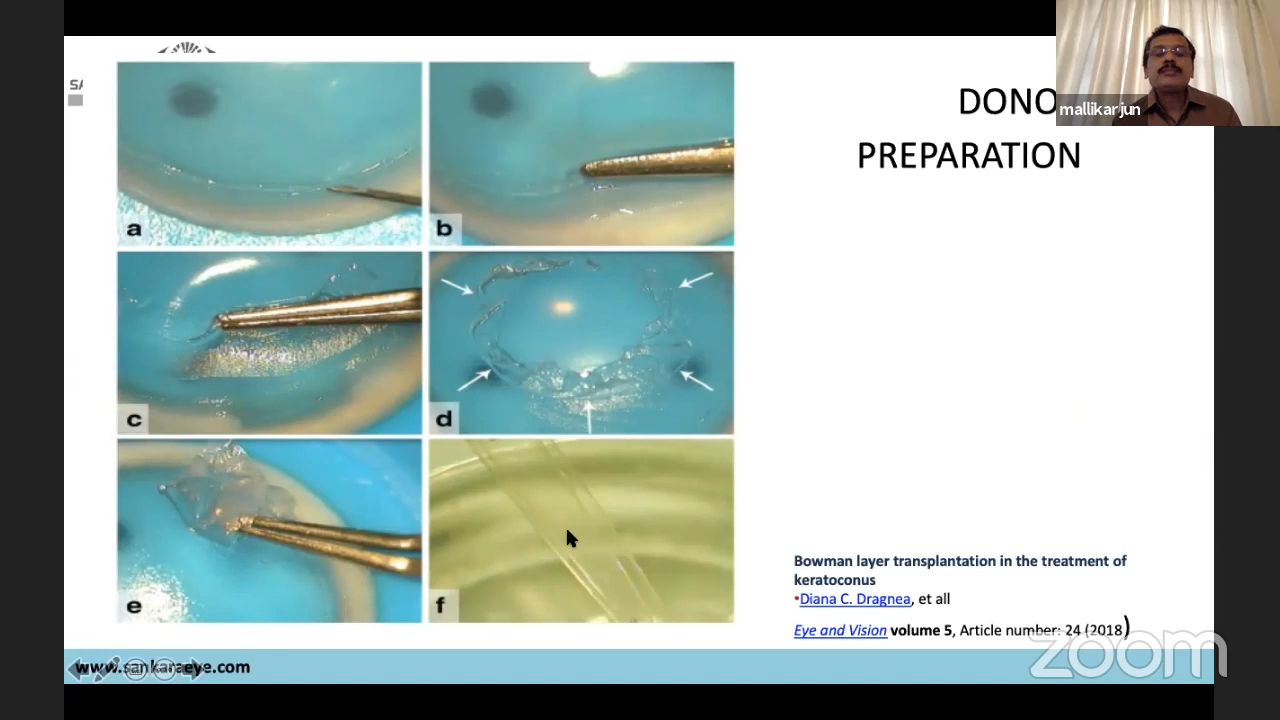 DONO
PREPARATION
mallikarjun
SA
a
b
c
d
e
f
Bowman layer transplantation in the treatment of
keratoconus
•Diana C. Dragnea, et all
Eye and Vision volume 5, Article number: 24 (2018)
www.sankaraeye.com
zoom